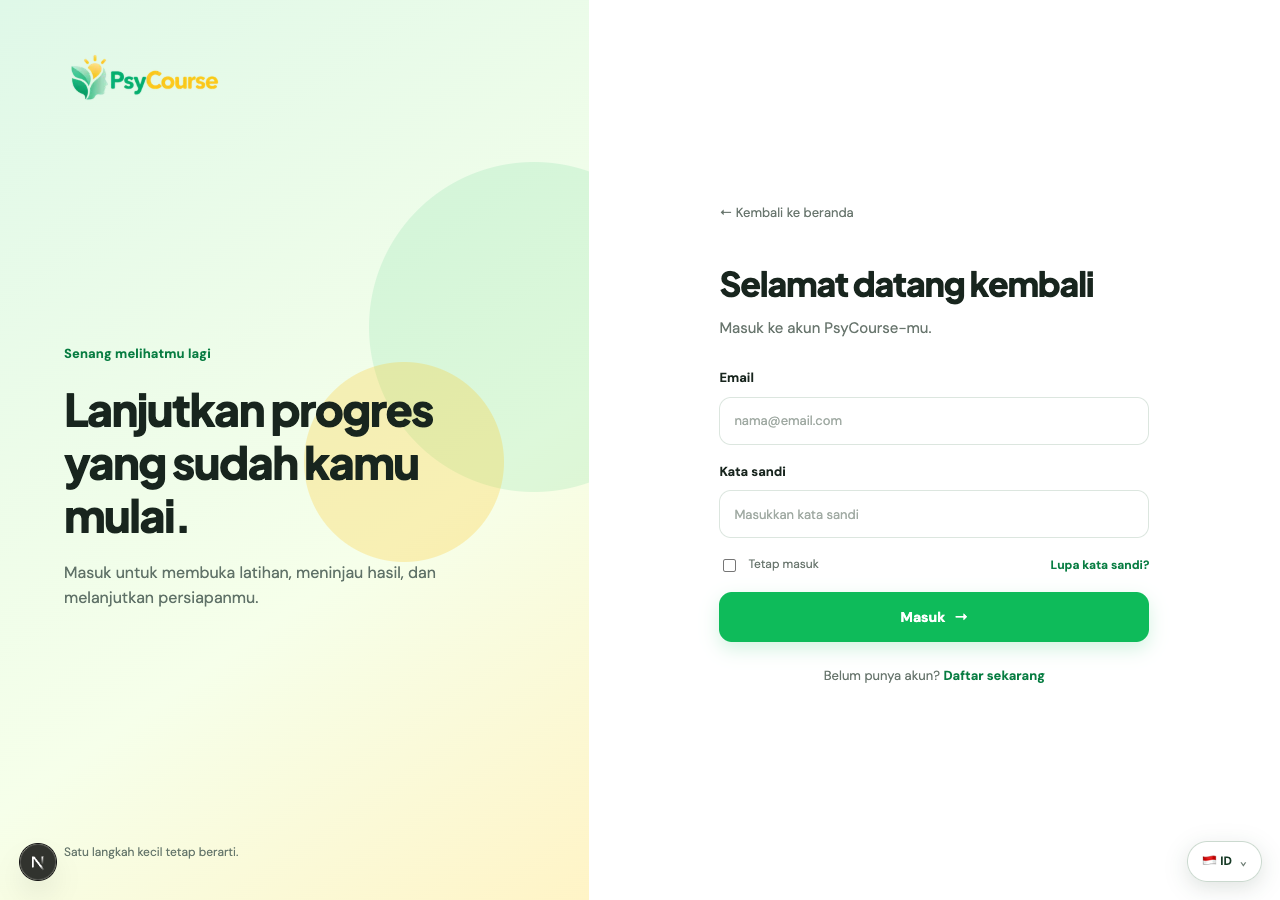 PsyCourse
Senang melihatmu lagi
Lanjutkan progres
yang sudah kamu
mulai.
Masuk untuk membuka latihan, meninjau hasil, dan
melanjutkan persiapanmu.
Satu langkah kecil tetap berarti.
N
← Kembali ke beranda
Selamat datang kembali
Masuk ke akun PsyCourse-mu.
Email
nama@email.com
Kata sandi
Masukkan kata sandi
Tetap masuk
Lupa kata sandi?
Masuk →
Belum punya akun? Daftar sekarang
ID